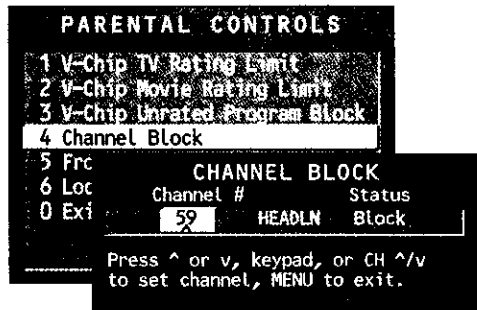 PARENTAL CONTROLS
1 V-Chip TV Rating Limit
2 V-Chip Movie Rating Limit
3 V-Chip Unrated Program Block
4 Channel Block
5 Fro
6 Loc
0 Exi
CHANNEL BLOCK
Channel # Status
59 HEADLN Block
Press ^ or v, keypad, or CH ^/v
to set channel, MENU to exit.